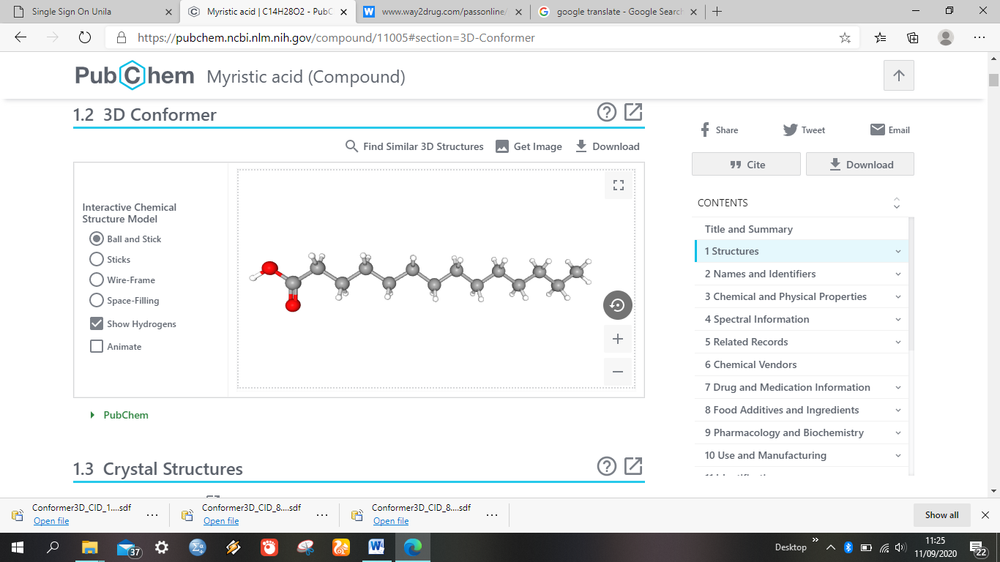 Single Sign On Unila
Myristic acid | C14H28O2 - PubC
www.way2drug.com/passonline/
google translate - Google Search
https://pubchem.ncbi.nlm.nih.gov/compound/11005#section=3D-Conformer
PubChem Myristic acid (Compound)
1.2 3D Conformer
Find Similar 3D Structures Get Image Download
Interactive Chemical
Structure Model
Ball and Stick
Sticks
Wire-Frame
Space-Filling
Show Hydrogens
Animate
PubChem
1.3 Crystal Structures
Share Tweet Email
Cite Download
CONTENTS
Title and Summary
1 Structures
2 Names and Identifiers
3 Chemical and Physical Properties
4 Spectral Information
5 Related Records
6 Chemical Vendors
7 Drug and Medication Information
8 Food Additives and Ingredients
9 Pharmacology and Biochemistry
10 Use and Manufacturing
Conformer3D_CID_1....sdf
Open file
Conformer3D_CID_8....sdf
Open file
Conformer3D_CID_8....sdf
Open file
Show all
37
Desktop
11:25
11/09/2020
22